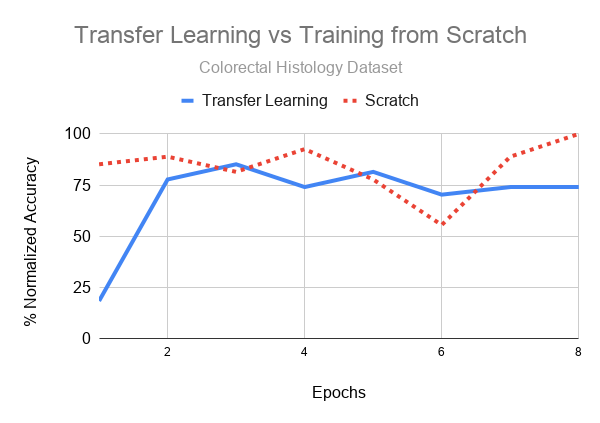 Transfer Learning vs Training from Scratch
Colorectal Histology Dataset
Transfer Learning Scratch
% Normalized Accuracy
100
75
50
25
0
2 4 6 8
Epochs